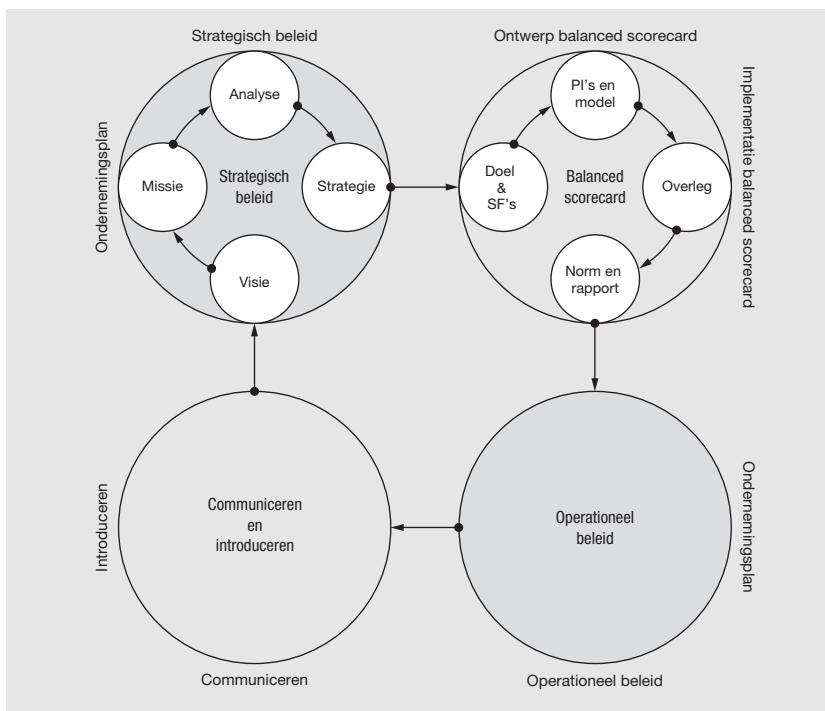 Strategisch beleid
Ondernemingsplan
Analyse
Missie
Strategisch
beleid
Strategie
Visie
Ontwerp balanced scorecard
Implementatie balanced scorecard
PI's en
model
Doel
&
SF's
Balanced
scorecard
Overleg
Norm en
rapport
Introduceren
Communiceren
en
introduceren
Communiceren
Operationeel
beleid
Ondernemingsplan
Operationeel beleid